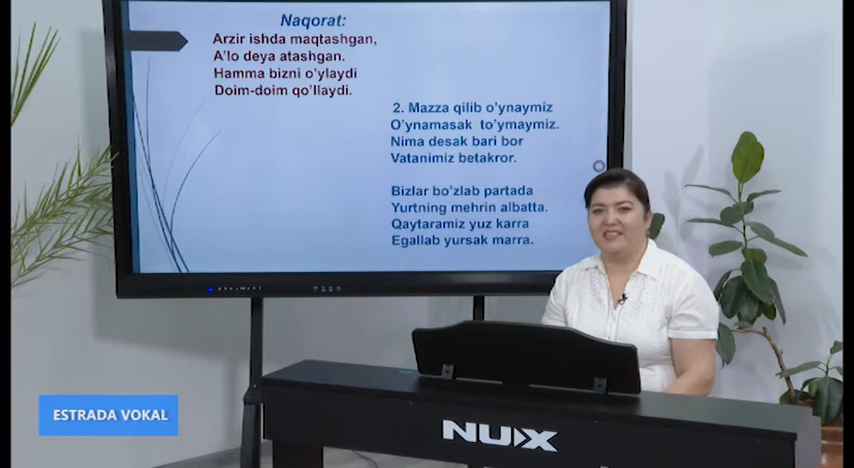 Naqorat:
Arzir ishda maqtashgan,
A'lo deya atashgan.
Hamma bizni o'ylaydi
Doim-doim qo'llaydi.
2. Mazza qilib o'ynaymiz
O'ynamasak to'ymaymiz.
Nima desak bari bor
Vatanimiz betakror.
Bizlar bo'zlab partada
Yurtning mehrin albatta.
Qaytaramiz yuz karra
Egallab yursak marra.
ESTRADA VOKAL
NUX